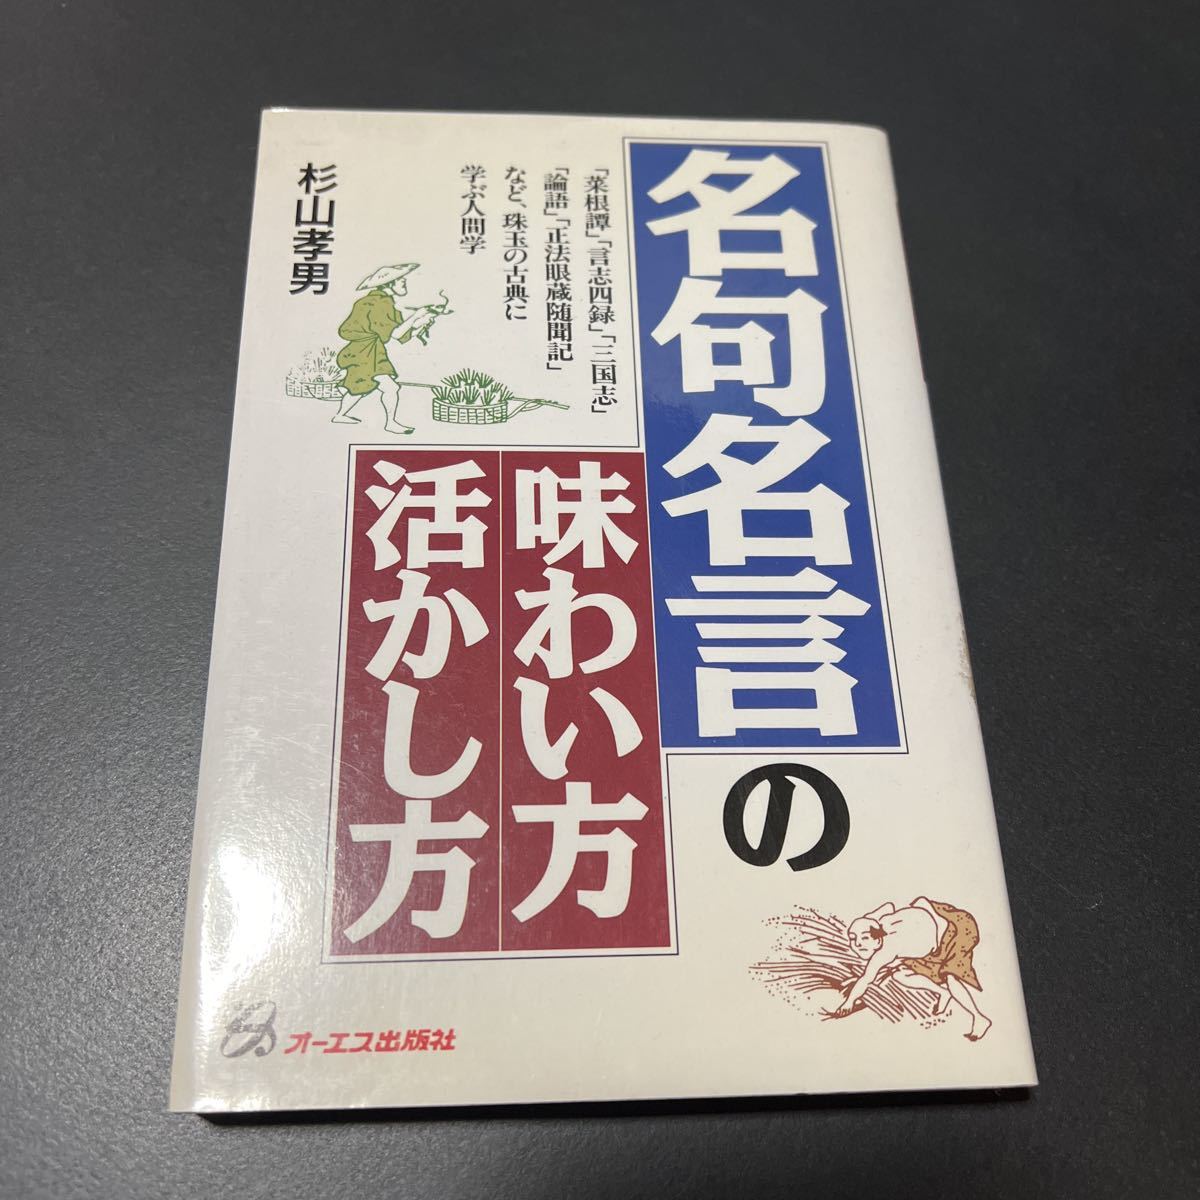 名句名言の
味わい方
活かし方
「菜根譚」「言志四録」「三国志」
「論語」「正法眼蔵随聞記」
など、珠玉の古典に
学ぶ人間学
杉山孝男
オーエス出版社